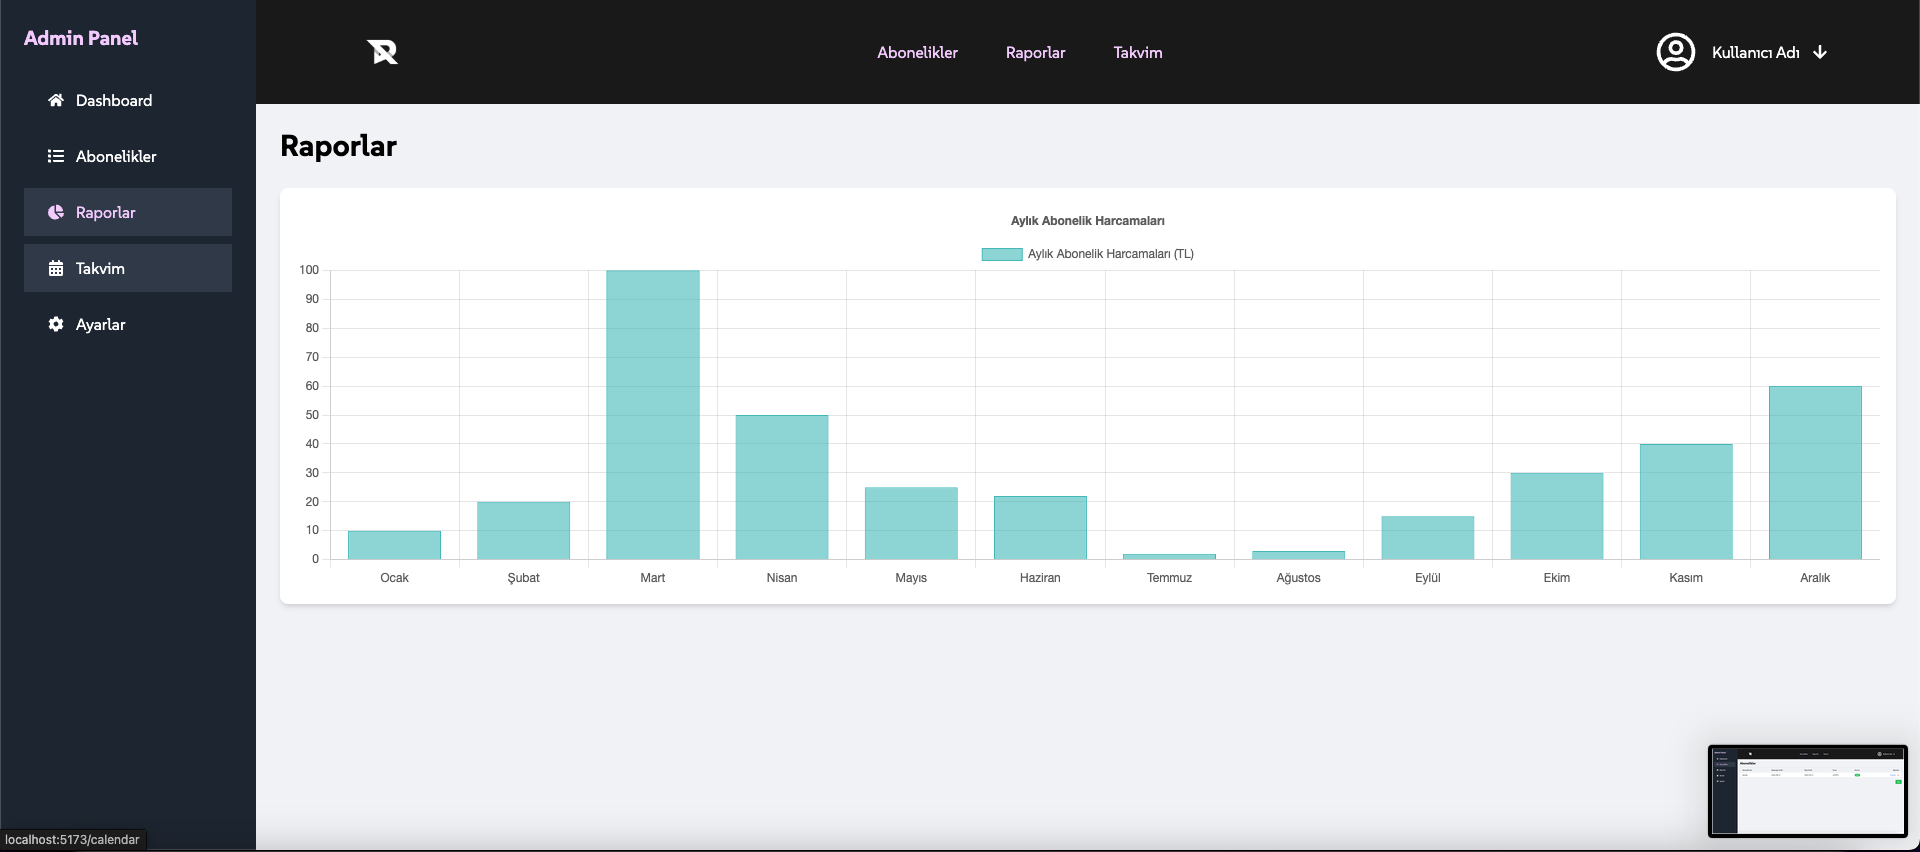 Admin Panel
Dashboard
Abonelikler
Raporlar
Takvim
Ayarlar
Abonelikler
Raporlar
Takvim
Kullanıcı Adı
Raporlar
Aylık Abonelik Harcamaları
Aylık Abonelik Harcamaları (TL)
100
90
80
70
60
50
40
30
20
10
0
Ocak
Şubat
Mart
Nisan
Mayıs
Haziran
Temmuz
Ağustos
Eylül
Ekim
Kasım
Aralık
localhost:5173/calendar